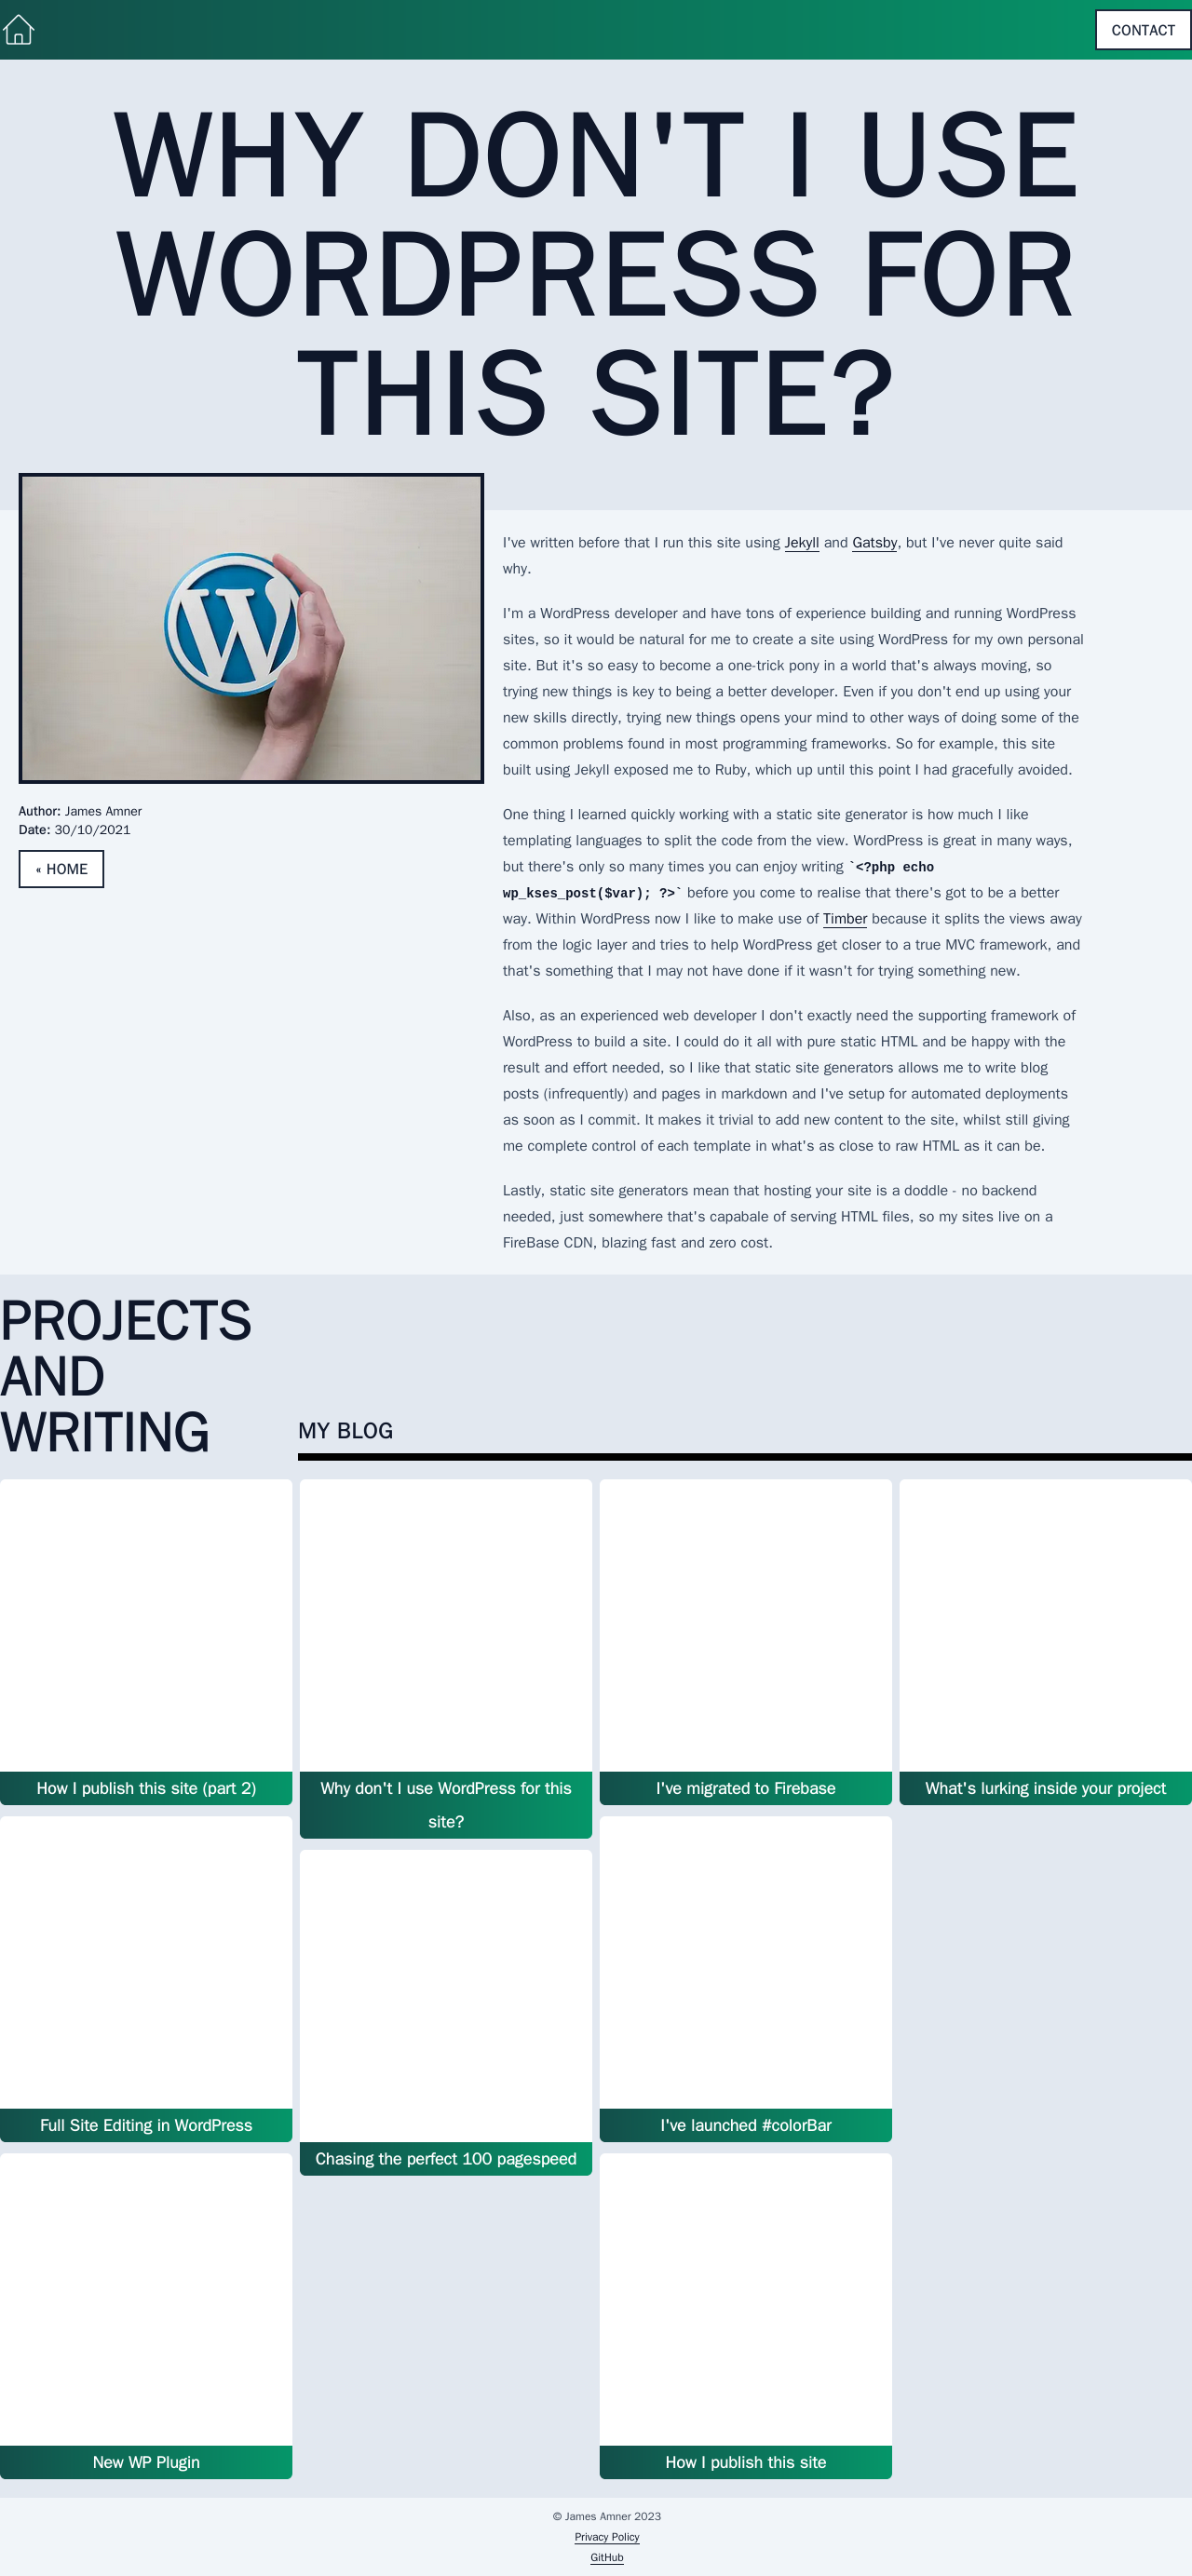 CONTACT
WHY DON'T I USE
WORDPRESS FOR
THIS SITE?
W
I've written before that I run this site using Jekyll and Gatsby, but I've never quite said
why.
I'm a WordPress developer and have tons of experience building and running WordPress
sites, so it would be natural for me to create a site using WordPress for my own personal
site. But it's so easy to become a one-trick pony in a world that's always moving, so
trying new things is key to being a better developer. Even if you don't end up using your
new skills directly, trying new things opens your mind to other ways of doing some of the
common problems found in most programming frameworks. So for example, this site
built using Jekyll exposed me to Ruby, which up until this point I had gracefully avoided.
Author: James Amner
Date: 30/10/2021
« HOME
One thing I learned quickly working with a static site generator is how much I like
templating languages to split the code from the view. WordPress is great in many ways,
but there's only so many times you can enjoy writing `<?php echo
wp_kses_post($var); ?>` before you come to realise that there's got to be a better
way. Within WordPress now I like to make use of Timber because it splits the views away
from the logic layer and tries to help WordPress get closer to a true MVC framework, and
that's something that I may not have done if it wasn't for trying something new.
Also, as an experienced web developer I don't exactly need the supporting framework of
WordPress to build a site. I could do it all with pure static HTML and be happy with the
result and effort needed, so I like that static site generators allows me to write blog
posts (infrequently) and pages in markdown and I've setup for automated deployments
as soon as I commit. It makes it trivial to add new content to the site, whilst still giving
me complete control of each template in what's as close to raw HTML as it can be.
Lastly, static site generators mean that hosting your site is a doddle - no backend
needed, just somewhere that's capabale of serving HTML files, so my sites live on a
FireBase CDN, blazing fast and zero cost.
PROJECTS
AND
WRITING
MY BLOG
How I publish this site (part 2)
Why don't I use WordPress for this
site?
I've migrated to Firebase
What's lurking inside your project
Full Site Editing in WordPress
Chasing the perfect 100 pagespeed
I've launched #colorBar
New WP Plugin
How I publish this site
© James Amner 2023
Privacy Policy
GitHub